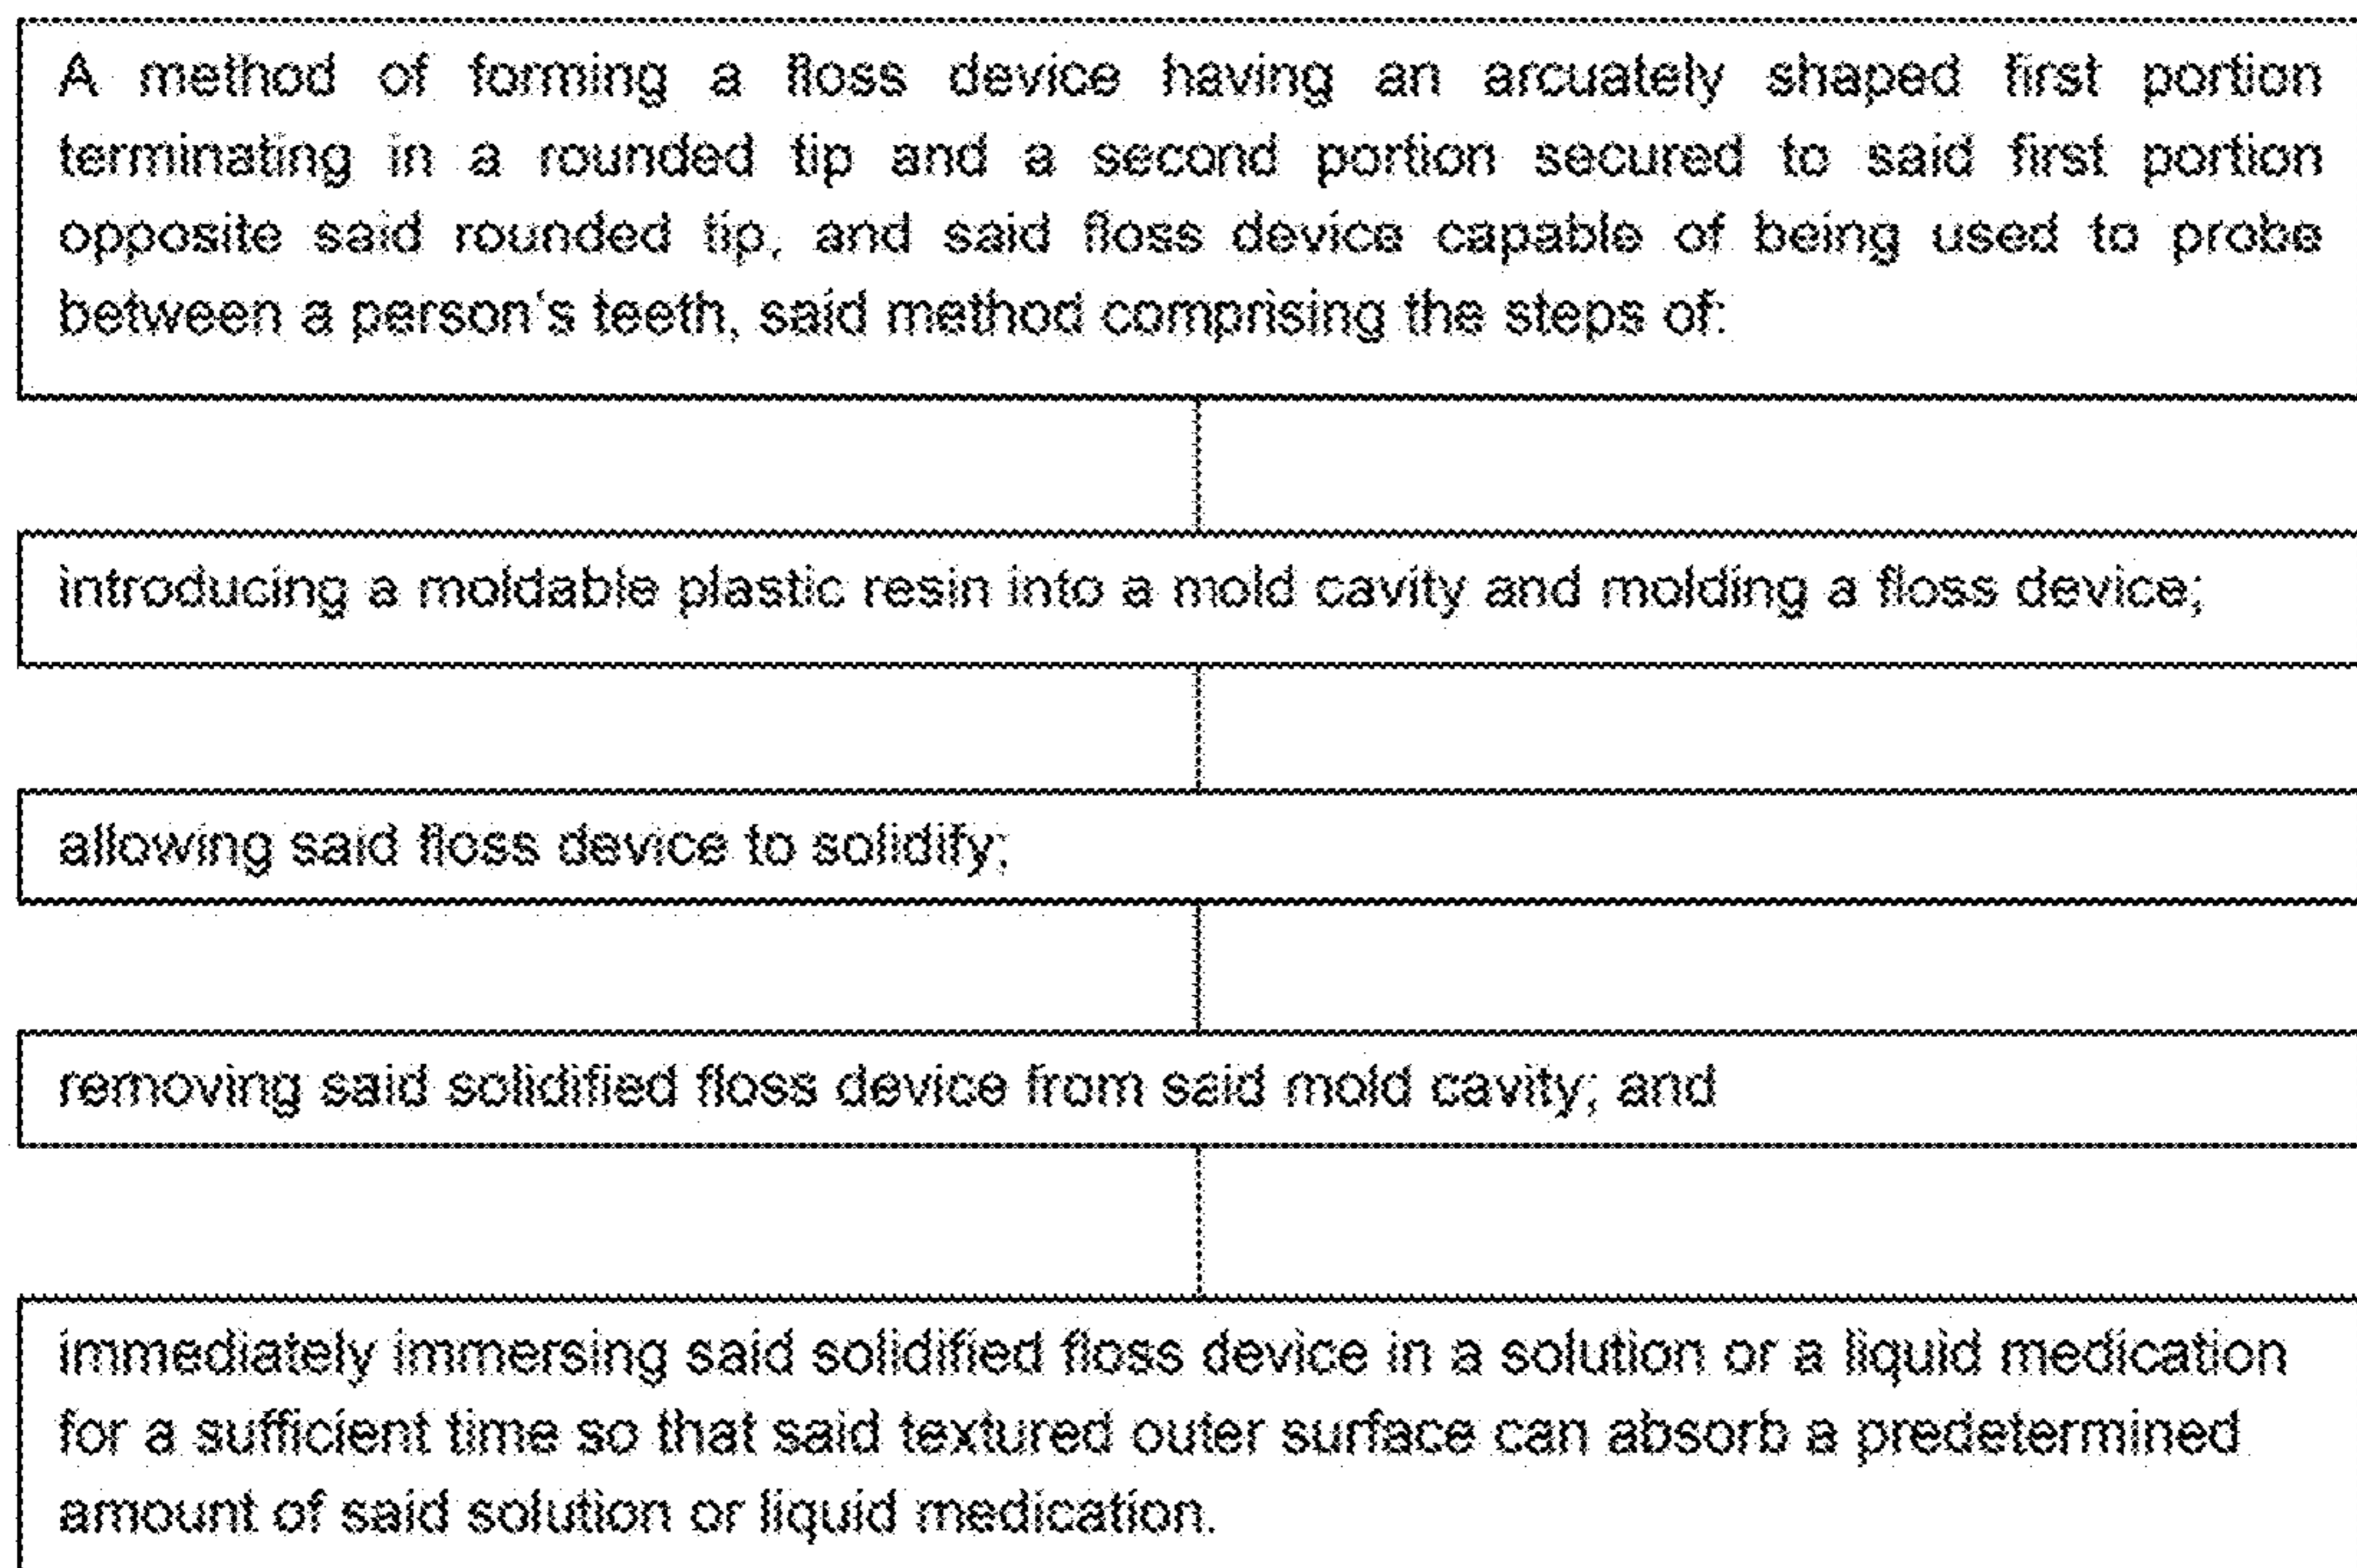 A method of forming a floss device having an arcuately shaped first portion
terminating in a rounded tip and a second portion secured to said first portion
opposite said rounded tip, and said floss device capable of being used to probe
between a person's teeth, said method comprising the steps of:
introducing a moldable plastic resin into a mold cavity and molding a floss device;
allowing said floss device to solidify;
removing said solidified floss device from said mold cavity; and
immediately immersing said solidified floss device in a solution or a liquid medication
for a sufficient time so that said textured outer surface can absorb a predetermined
amount of said solution or liquid medication.